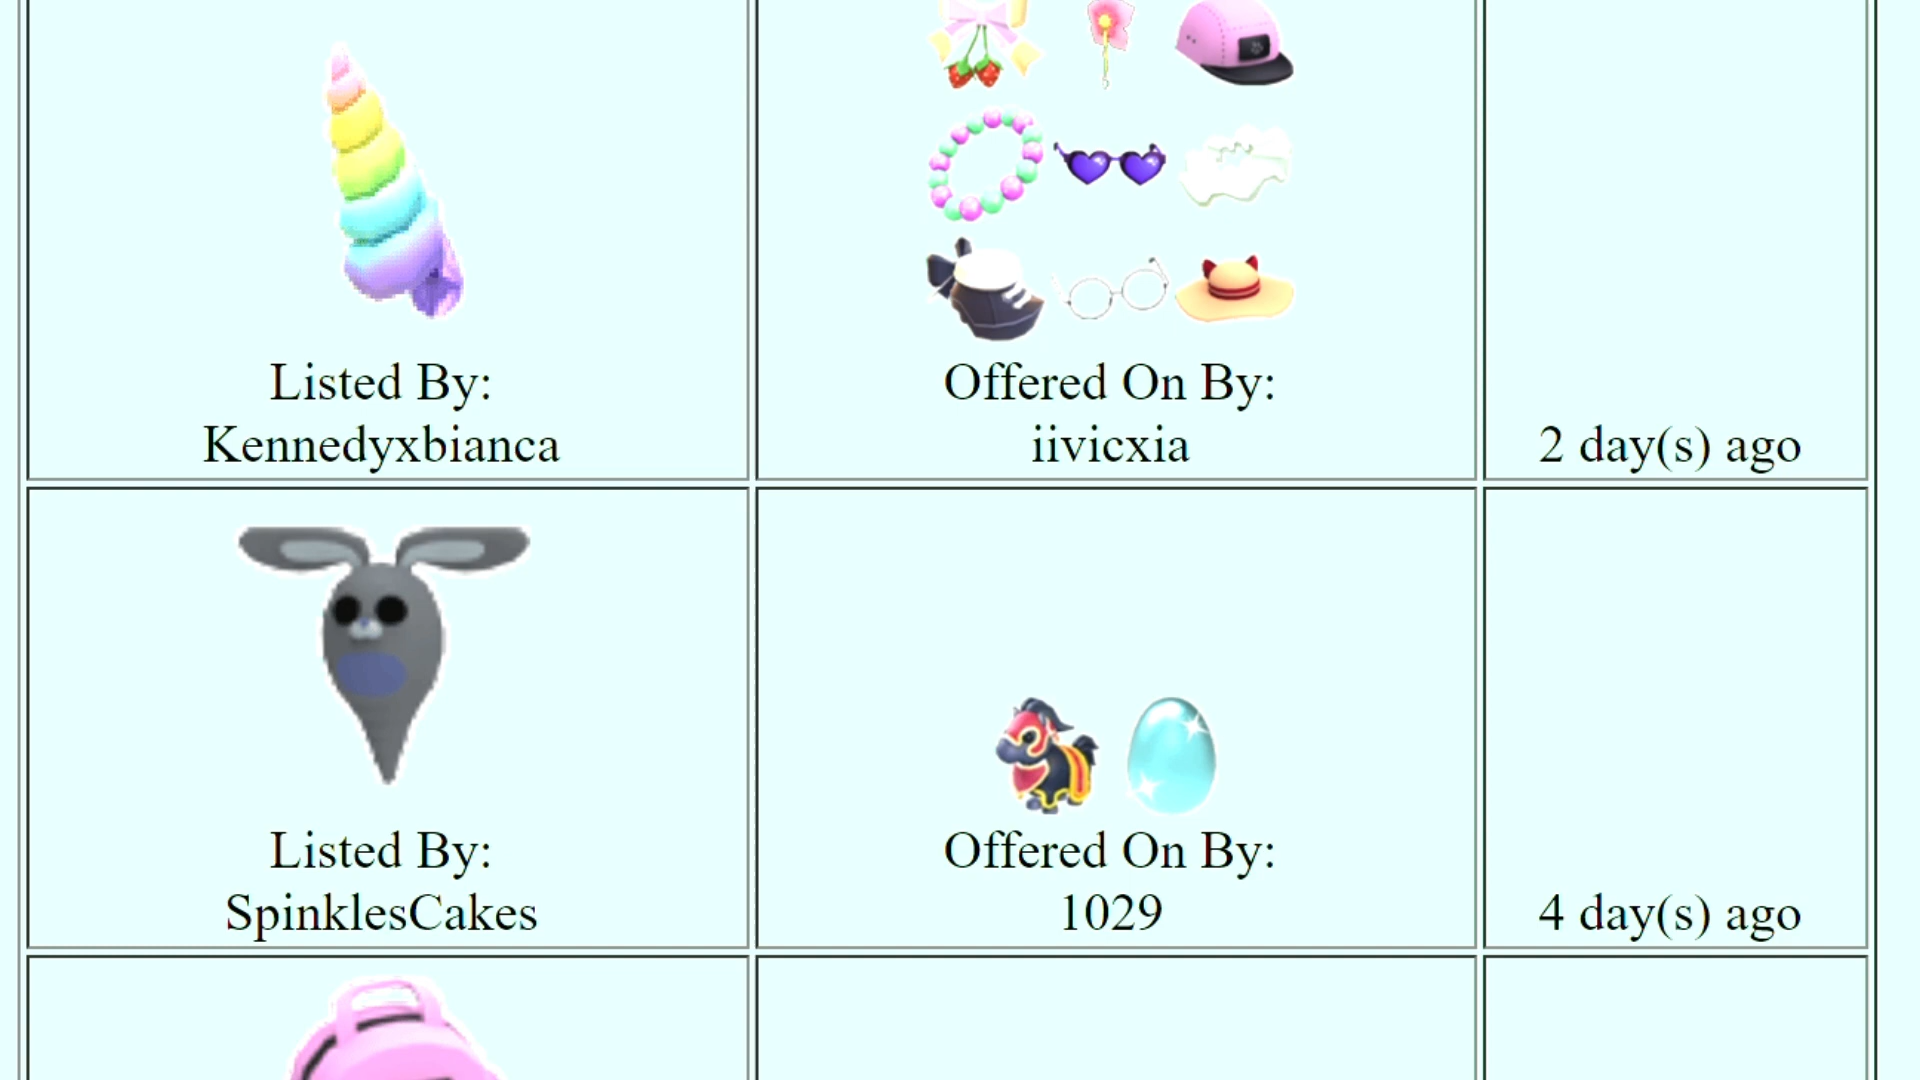 Listed By:
Kennedyxbianca
Offered On By:
iivicxia
2 day(s) ago
Listed By:
SpinklesCakes
Offered On By:
1029
4 day(s) ago